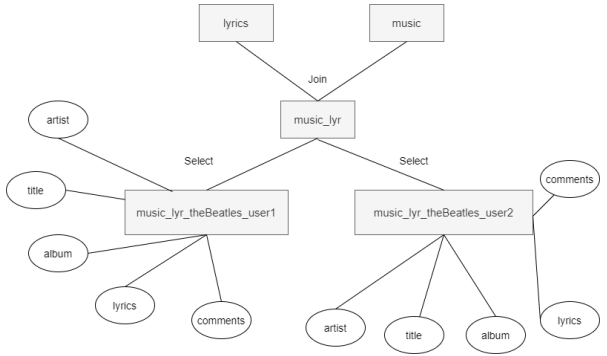 lyrics
music
Join
music_lyr
artist
Select
Select
title
comments
music_lyr_theBeatles_user1
music_lyr_theBeatles_user2
album
lyrics
comments
artist
title
album
lyrics